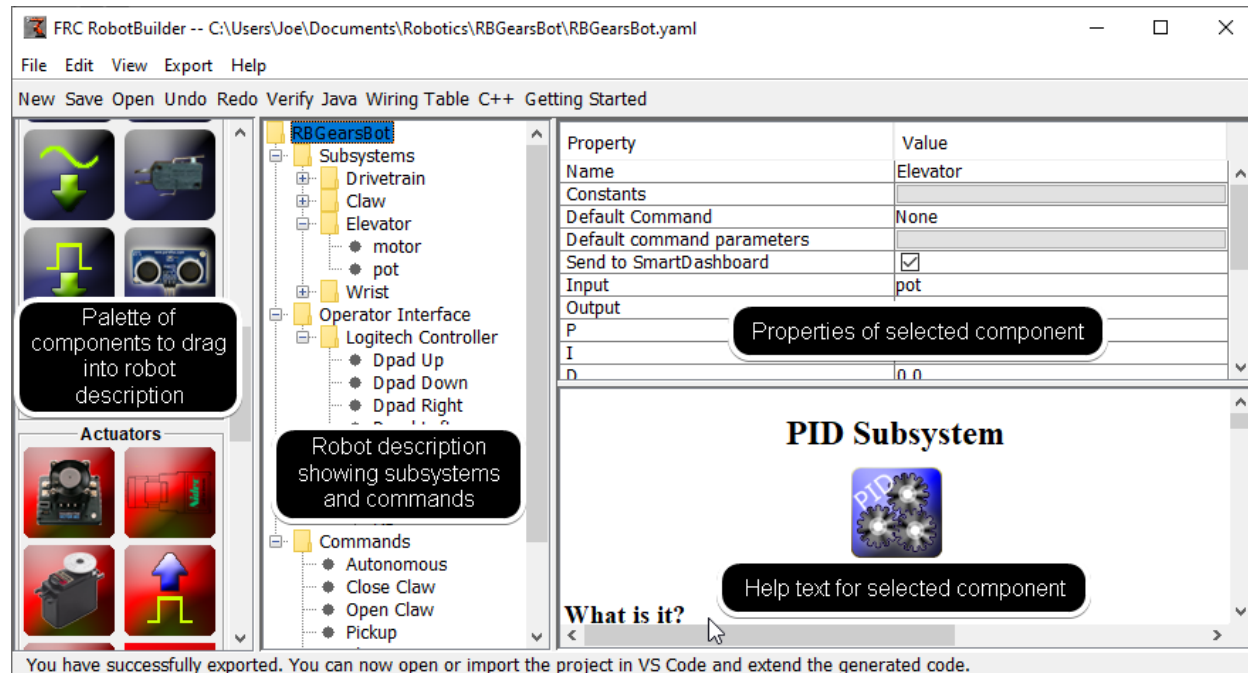 FRC RobotBuilder -- C:\Users\Joe\Documents\Robotics\RBGearsBot\RBGearsBot.yaml
File Edit View Export Help
New Save Open Undo Redo Verify Java Wiring Table C++ Getting Started
Palette of
components to drag
into robot
description
Actuators
Nidec
RBGearsBot
Subsystems
Drivetrain
Claw
Elevator
motor
pot
Wrist
Operator Interface
Logitech Controller
Dpad Up
Dpad Down
Dpad Right
Robot description
showing subsystems
and commands
Commands
Autonomous
Close Claw
Open Claw
Pickup
Property Value
Name Elevator
Constants
Default Command None
Default command parameters
Send to SmartDashboard
Input pot
Output
P
I
D 0.0
Properties of selected component
PID Subsystem
PID
Help text for selected component
What is it?
You have successfully exported. You can now open or import the project in VS Code and extend the generated code.